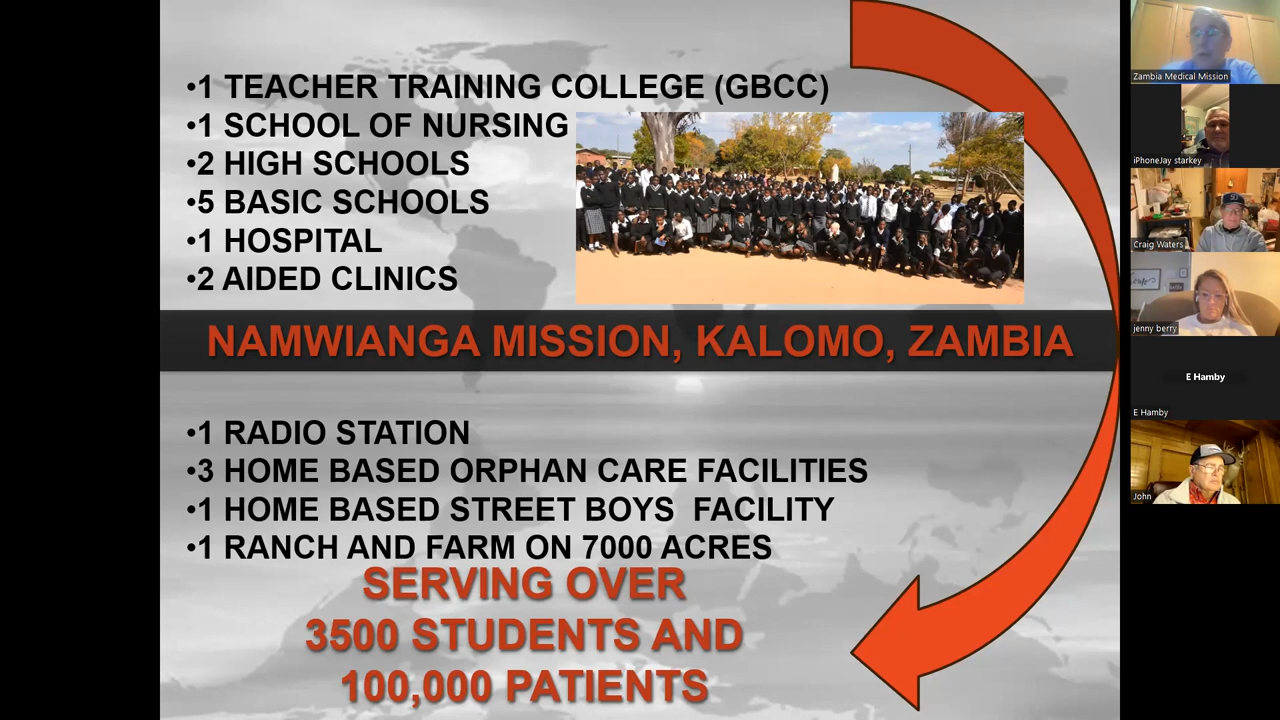 •1 TEACHER TRAINING COLLEGE (GBCC)
•1 SCHOOL OF NURSING
•2 HIGH SCHOOLS
•5 BASIC SCHOOLS
•1 HOSPITAL
•2 AIDED CLINICS
NAMWIANGA MISSION, KALOMO, ZAMBIA
•1 RADIO STATION
•3 HOME BASED ORPHAN CARE FACILITIES
•1 HOME BASED STREET BOYS  FACILITY
•1 RANCH AND FARM ON 7000 ACRES
SERVING OVER
3500 STUDENTS AND
100,000 PATIENTS
Zambia Medical Mission
iPhoneJay starkey
Craig Waters
jenny berry
E Hamby
E Hamby
John